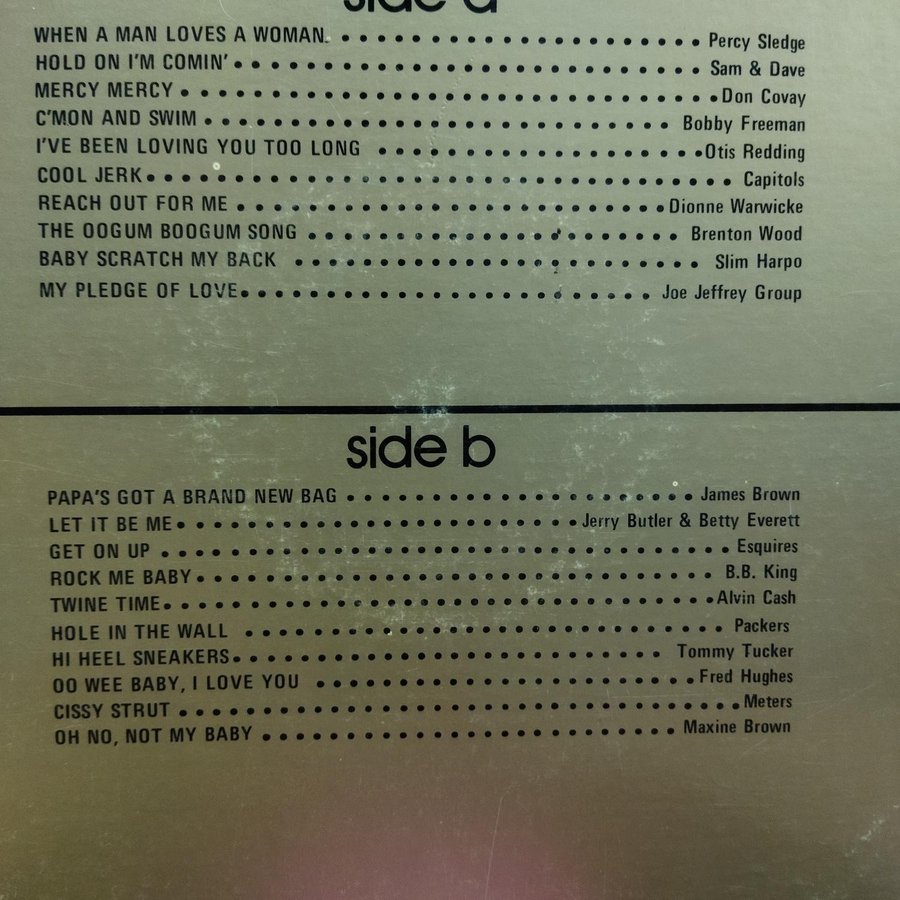 side a
WHEN A MAN LOVES A WOMAN. . . . . . . . . . . . . . . . . . . . . Percy Sledge
HOLD ON I'M COMIN' . . . . . . . . . . . . . . . . . . . . . . . . . . . Sam & Dave
MERCY MERCY . . . . . . . . . . . . . . . . . . . . . . . . . . . . . . Don Covay
C'MON AND SWIM . . . . . . . . . . . . . . . . . . . . . . . . . . . Bobby Freeman
I'VE BEEN LOVING YOU TOO LONG . . . . . . . . . . . . . . . . . . . Otis Redding
COOL JERK . . . . . . . . . . . . . . . . . . . . . . . . . . . . . . . . . Capitols
REACH OUT FOR ME . . . . . . . . . . . . . . . . . . . . . . . . . Dionne Warwicke
THE OOGUM BOOGUM SONG . . . . . . . . . . . . . . . . . . . . . Brenton Wood
BABY SCRATCH MY BACK . . . . . . . . . . . . . . . . . . . . . . . Slim Harpo
MY PLEDGE OF LOVE . . . . . . . . . . . . . . . . . . . . . . . . Joe Jeffrey Group
side b
PAPA'S GOT A BRAND NEW BAG . . . . . . . . . . . . . . . . . . . . James Brown
LET IT BE ME . . . . . . . . . . . . . . . . . . . . . . . Jerry Butler & Betty Everett
GET ON UP . . . . . . . . . . . . . . . . . . . . . . . . . . . . . . . . Esquires
ROCK ME BABY . . . . . . . . . . . . . . . . . . . . . . . . . . . . . B.B. King
TWINE TIME . . . . . . . . . . . . . . . . . . . . . . . . . . . . . . . Alvin Cash
HOLE IN THE WALL . . . . . . . . . . . . . . . . . . . . . . . . . . . Packers
HI HEEL SNEAKERS . . . . . . . . . . . . . . . . . . . . . . . . . Tommy Tucker
OO WEE BABY, I LOVE YOU . . . . . . . . . . . . . . . . . . . . . . Fred Hughes
CISSY STRUT . . . . . . . . . . . . . . . . . . . . . . . . . . . . . . . . Meters
OH NO, NOT MY BABY . . . . . . . . . . . . . . . . . . . . . . . . Maxine Brown